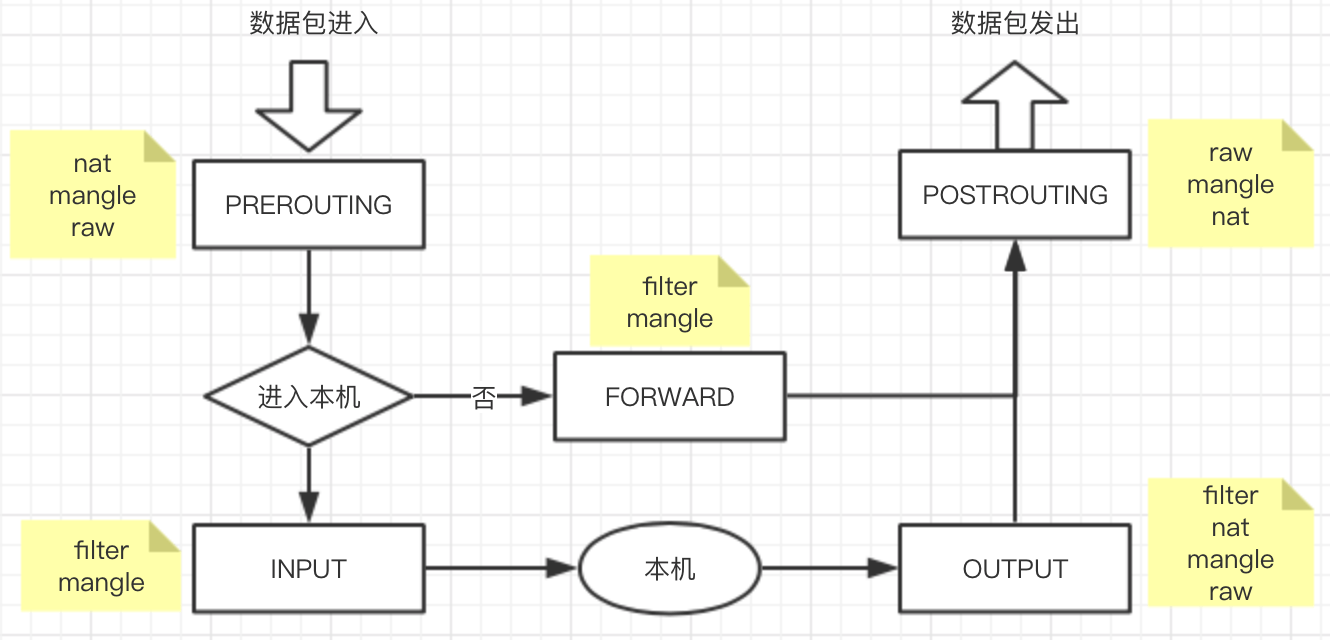 数据包进入
数据包发出
nat
mangle
raw
PREROUTING
POSTROUTING
raw
mangle
nat
filter
mangle
进入本机
否
FORWARD
filter
mangle
INPUT
本机
OUTPUT
filter
nat
mangle
raw